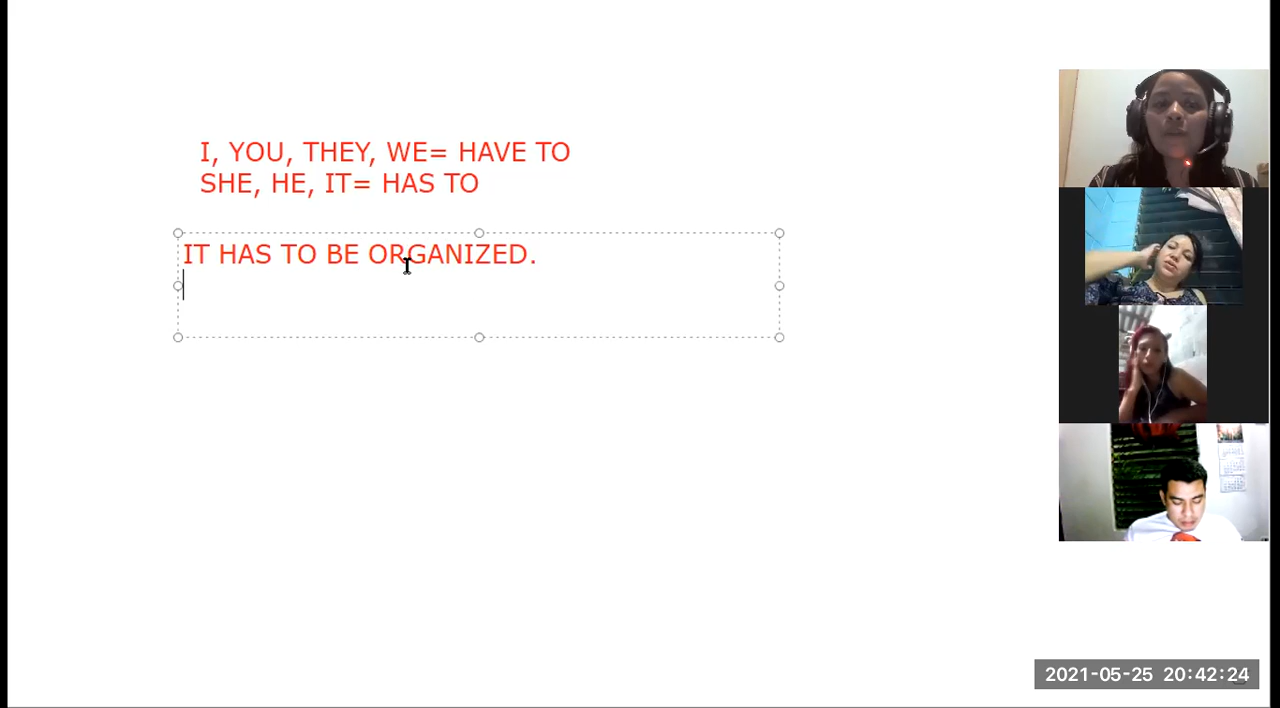 I, YOU, THEY, WE= HAVE TO
SHE, HE, IT= HAS TO
IT HAS TO BE ORGANIZED.
2021-05-25 20:42:24